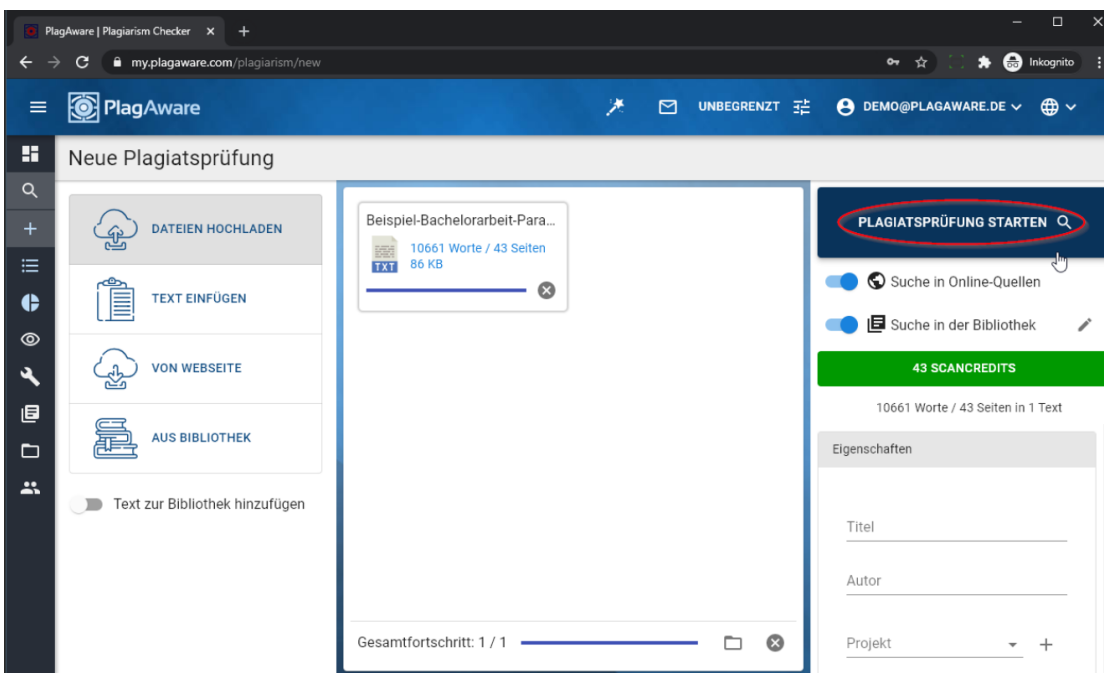 PlagAware | Plagiarism Checker
my.plagaware.com/plagiarism/new
Inkognito
PlagAware
UNBEGRENZT
DEMO@PLAGAWARE.DE
Neue Plagiatsprüfung
DATEIEN HOCHLADEN
TEXT EINFÜGEN
VON WEBSEITE
AUS BIBLIOTHEK
Text zur Bibliothek hinzufügen
Beispiel-Bachelorarbeit-Para...
10661 Worte / 43 Seiten
TXT
86 KB
Gesamtfortschritt: 1 / 1
PLAGIATSPRÜFUNG STARTEN
Suche in Online-Quellen
Suche in der Bibliothek
43 SCANCREDITS
10661 Worte / 43 Seiten in 1 Text
Eigenschaften
Titel
Autor
Projekt